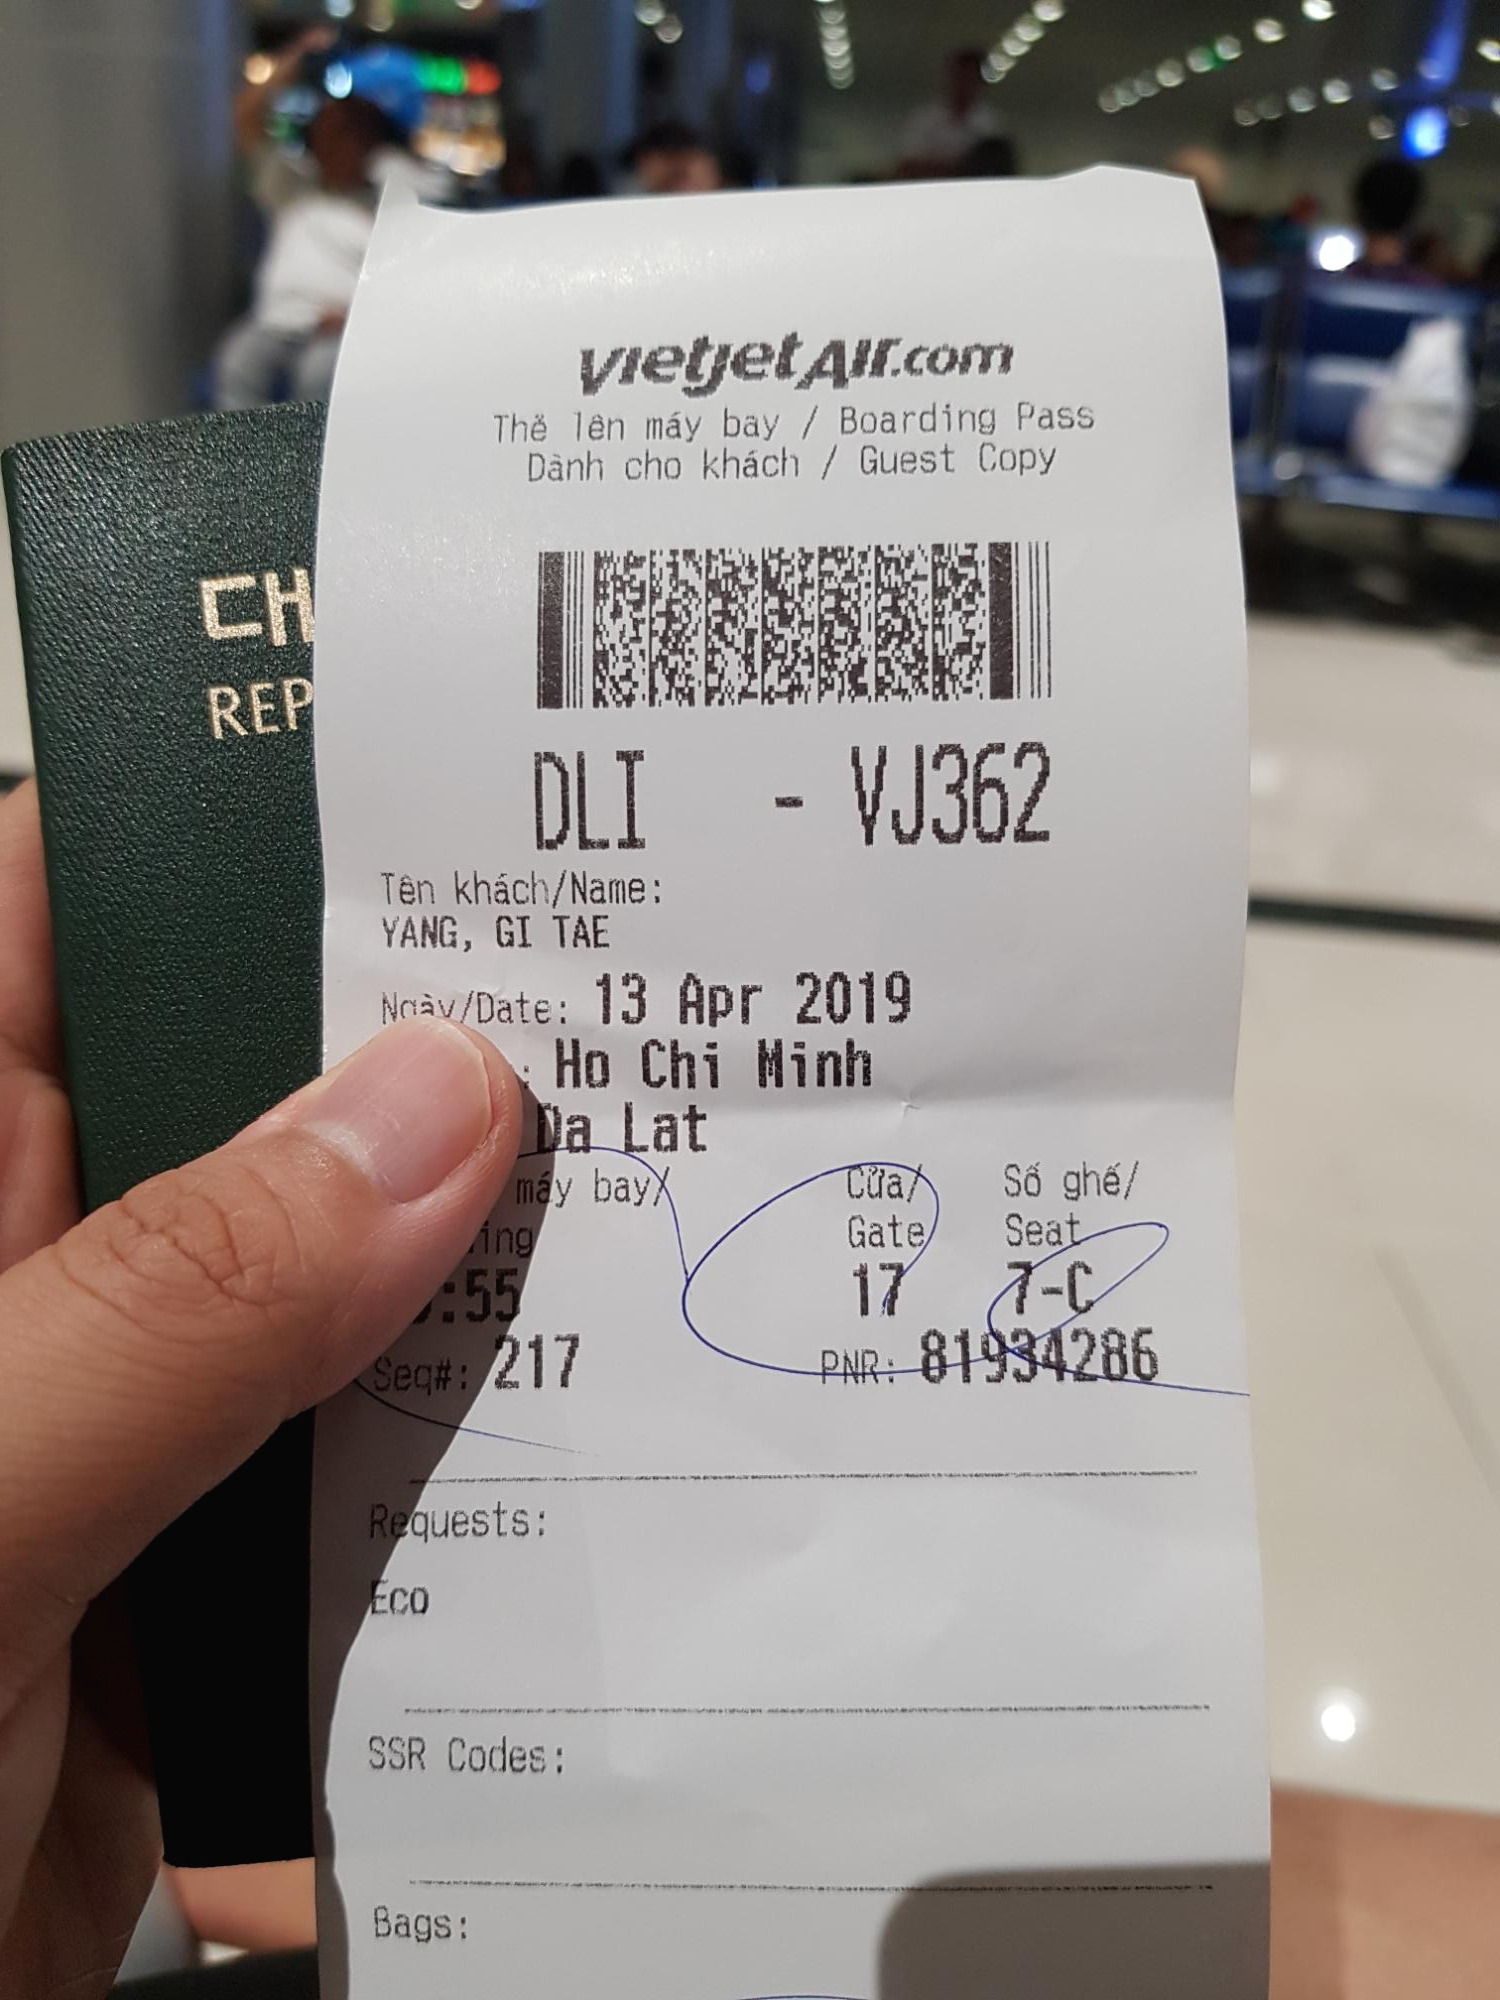 vietjetAir.com
Thẻ lên máy bay / Boarding Pass
Dành cho khách / Guest Copy
DLI - VJ362
Tên khách/Name:
YANG, GI TAE
Ngày/Date: 13 Apr 2019
: Ho Chi Minh
Da Lat
máy bay/ Cửa/ Số ghế/
Gate Seat
:55 17 7-C
Seq#: 217 PNR: 81934286
Requests:
Eco
SSR Codes:
Bags: